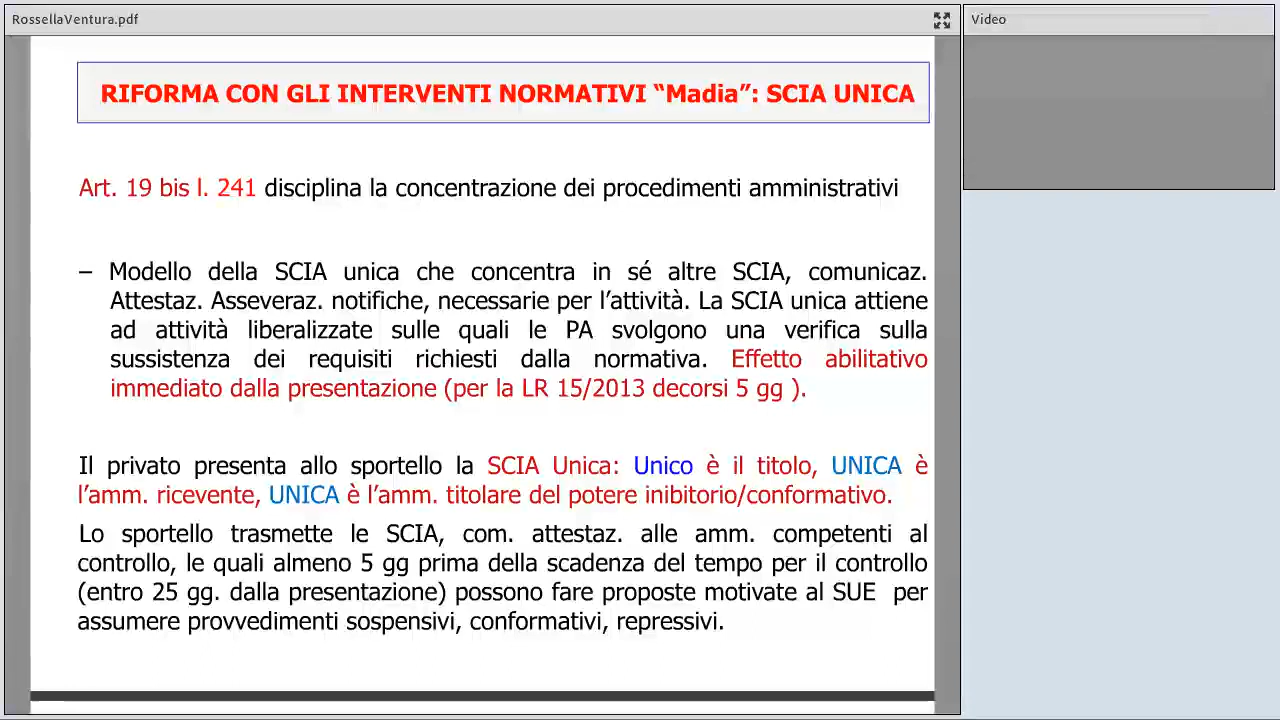 RossellaVentura.pdf
Video
RIFORMA CON GLI INTERVENTI NORMATIVI “Madia”: SCIA UNICA
Art. 19 bis l. 241 disciplina la concentrazione dei procedimenti amministrativi
– Modello della SCIA unica che concentra in sé altre SCIA, comunicaz.
Attestaz. Asseveraz. notifiche, necessarie per l’attività. La SCIA unica attiene
ad attività liberalizzate sulle quali le PA svolgono una verifica sulla
sussistenza dei requisiti richiesti dalla normativa. Effetto abilitativo
immediato dalla presentazione (per la LR 15/2013 decorsi 5 gg ).
Il privato presenta allo sportello la SCIA Unica: Unico è il titolo, UNICA è
l’amm. ricevente, UNICA è l’amm. titolare del potere inibitorio/conformativo.
Lo sportello trasmette le SCIA, com. attestaz. alle amm. competenti al
controllo, le quali almeno 5 gg prima della scadenza del tempo per il controllo
(entro 25 gg. dalla presentazione) possono fare proposte motivate al SUE per
assumere provvedimenti sospensivi, conformativi, repressivi.